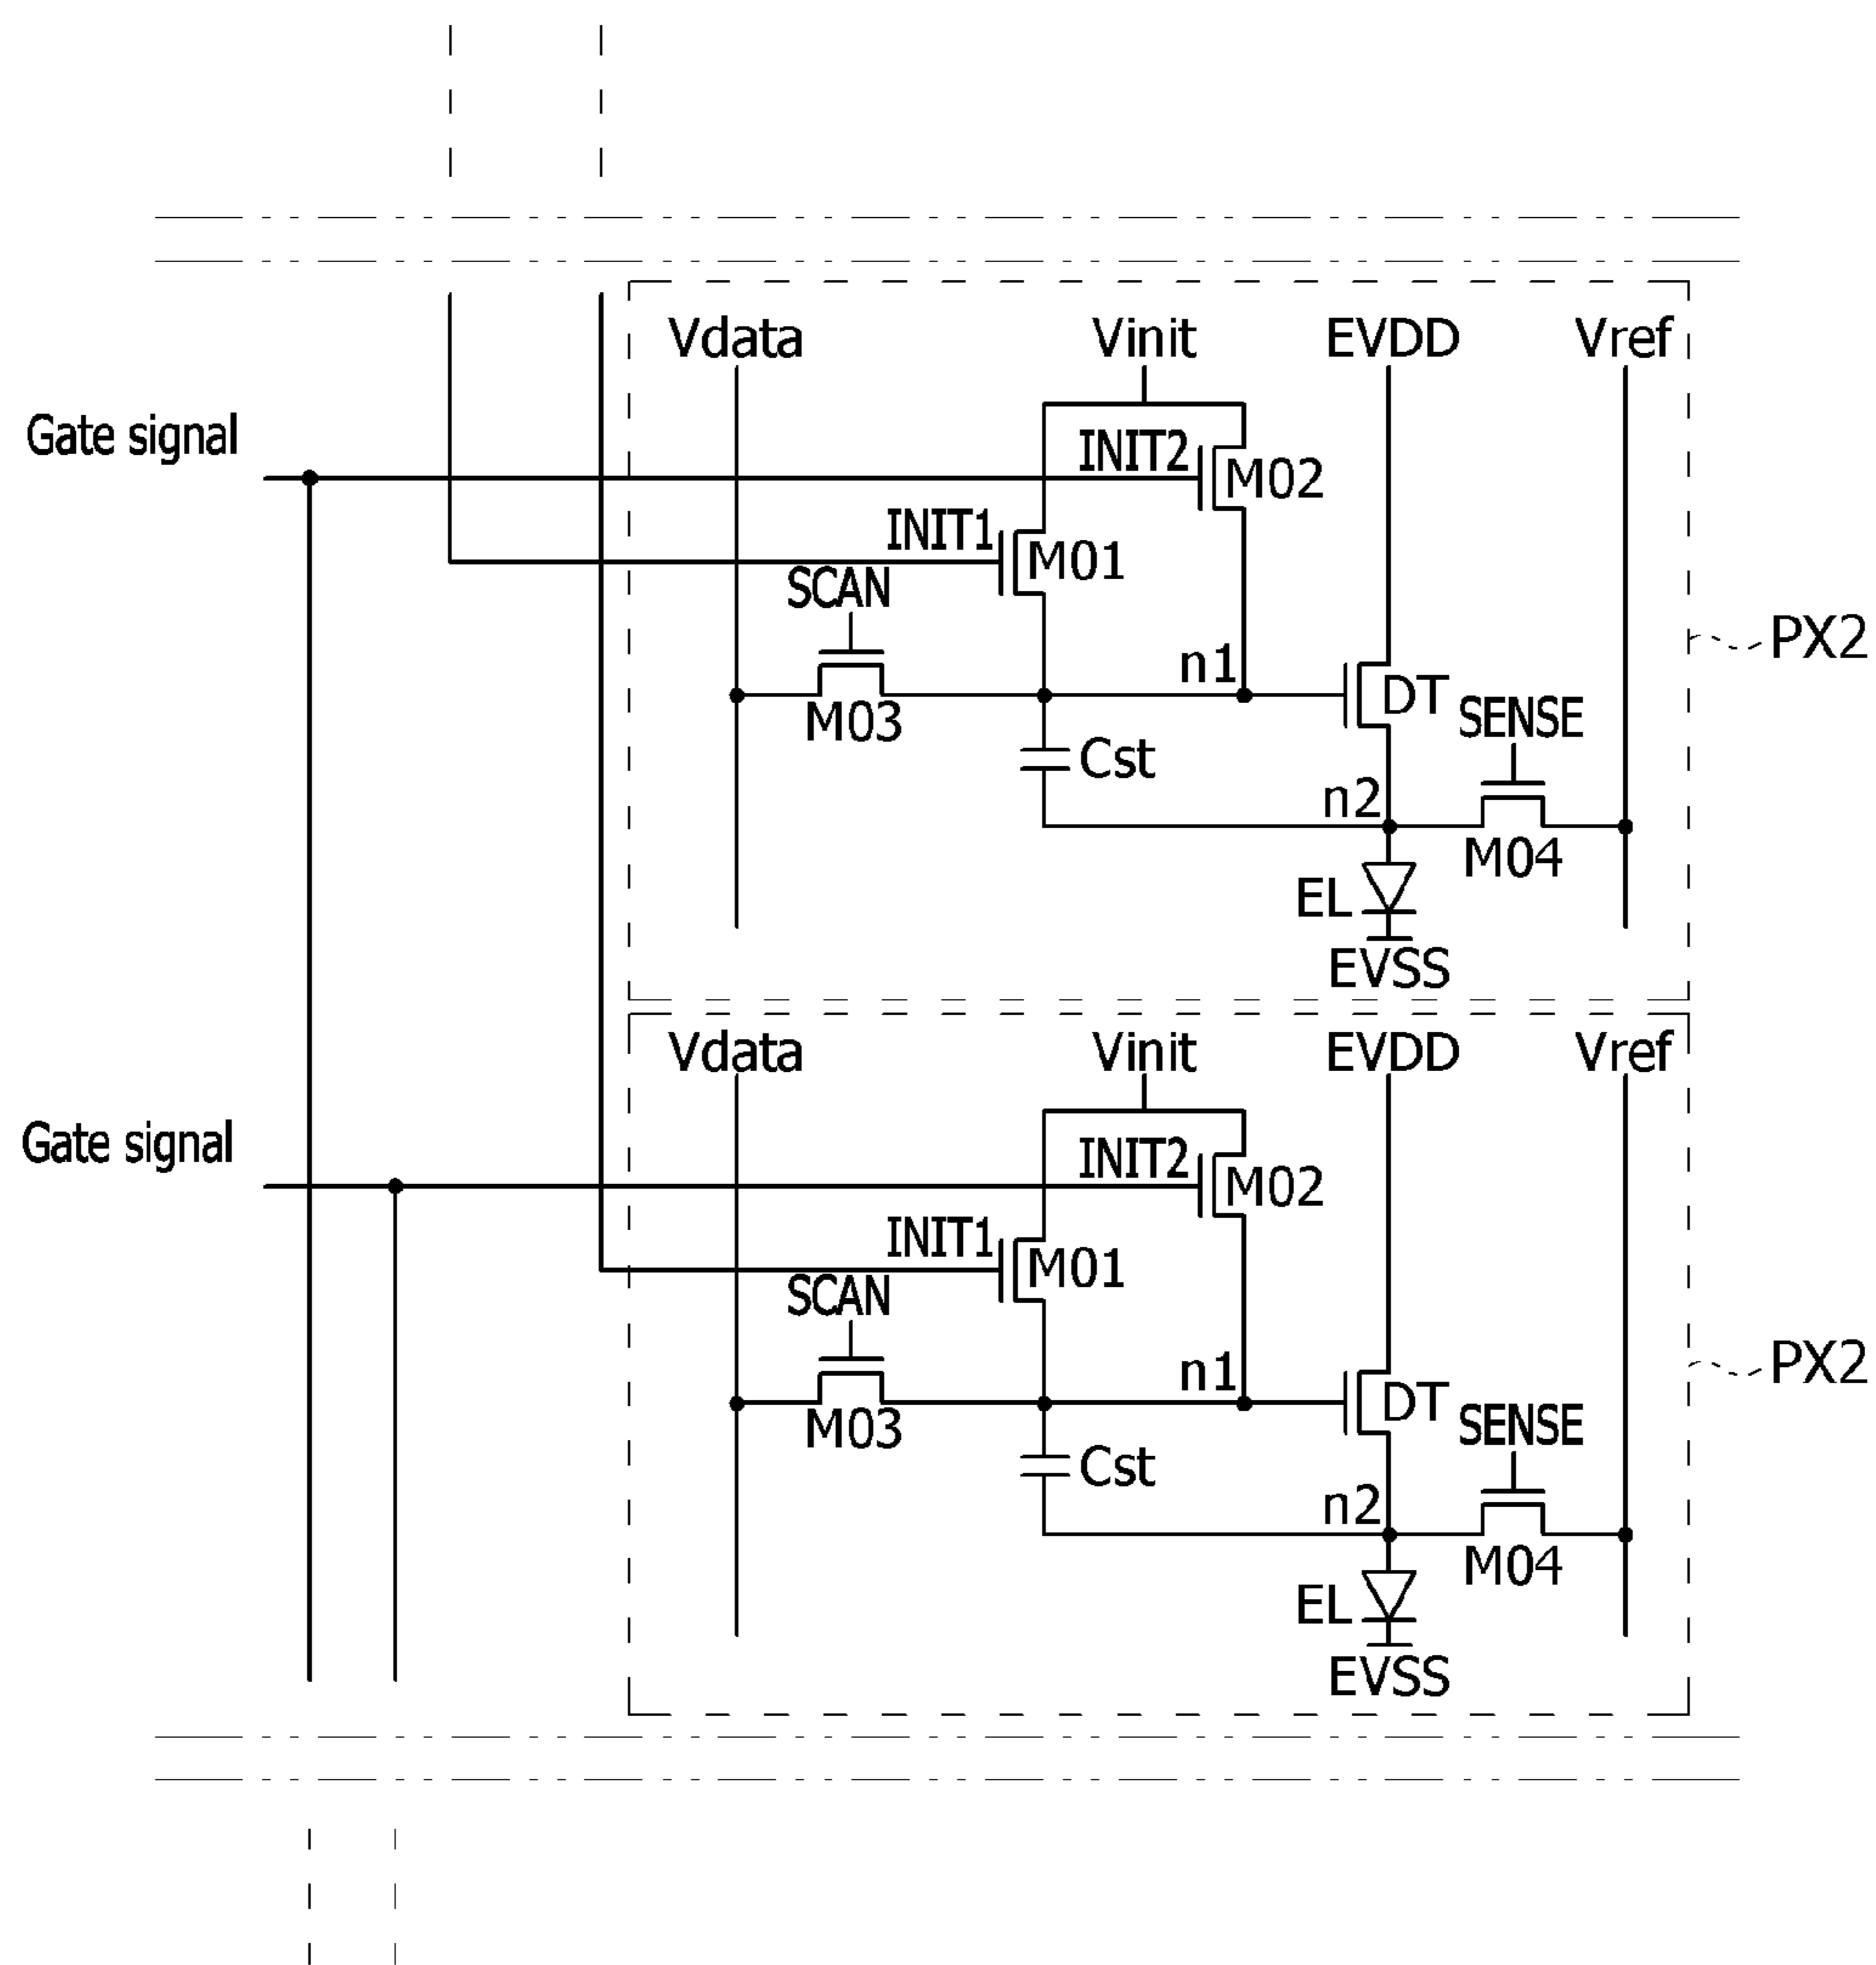 Vdata Vinit EVDD Vref
Gate signal
INIT2
M02
INIT1
M01
SCAN
PX2
n1
M03
DT
SENSE
Cst
n2
M04
EL
EVSS
Vdata Vinit EVDD Vref
Gate signal
INIT2
M02
INIT1
M01
SCAN
PX2
n1
M03
DT
SENSE
Cst
n2
M04
EL
EVSS